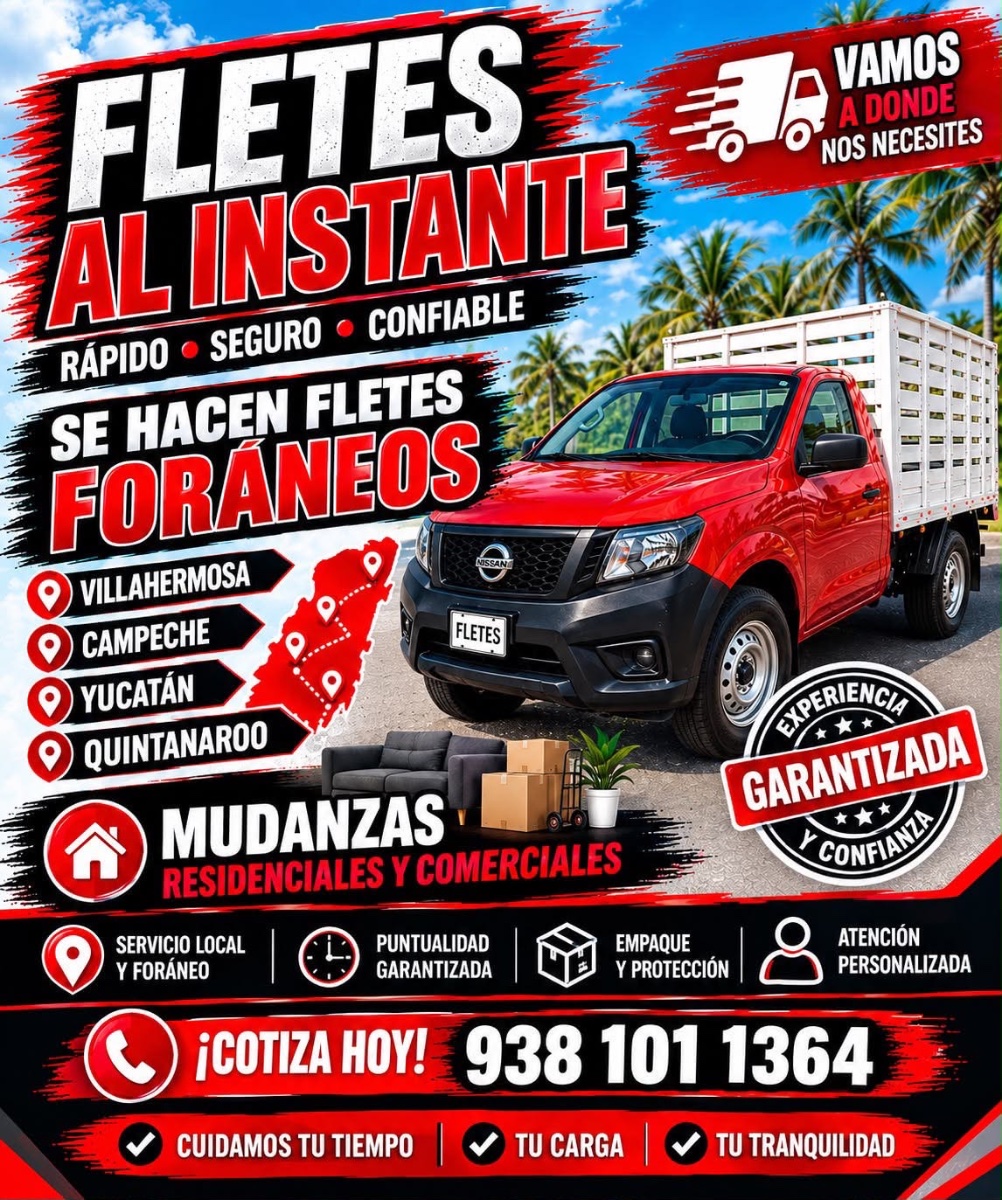 FLETES
AL INSTANTE
RÁPIDO • SEGURO • CONFIABLE
VAMOS
A DONDE
NOS NECESITES
SE HACEN FLETES
FORÁNEOS
VILLAHERMOSA
CAMPECHE
YUCATÁN
QUINTANAROO
NISSAN
FLETES
EXPERIENCIA
GARANTIZADA
Y CONFIANZA
MUDANZAS
RESIDENCIALES Y COMERCIALES
SERVICIO LOCAL
Y FORÁNEO
PUNTUALIDAD
GARANTIZADA
EMPAQUE
Y PROTECCIÓN
ATENCIÓN
PERSONALIZADA
¡COTIZA HOY! 938 101 1364
CUIDAMOS TU TIEMPO | TU CARGA | TU TRANQUILIDAD